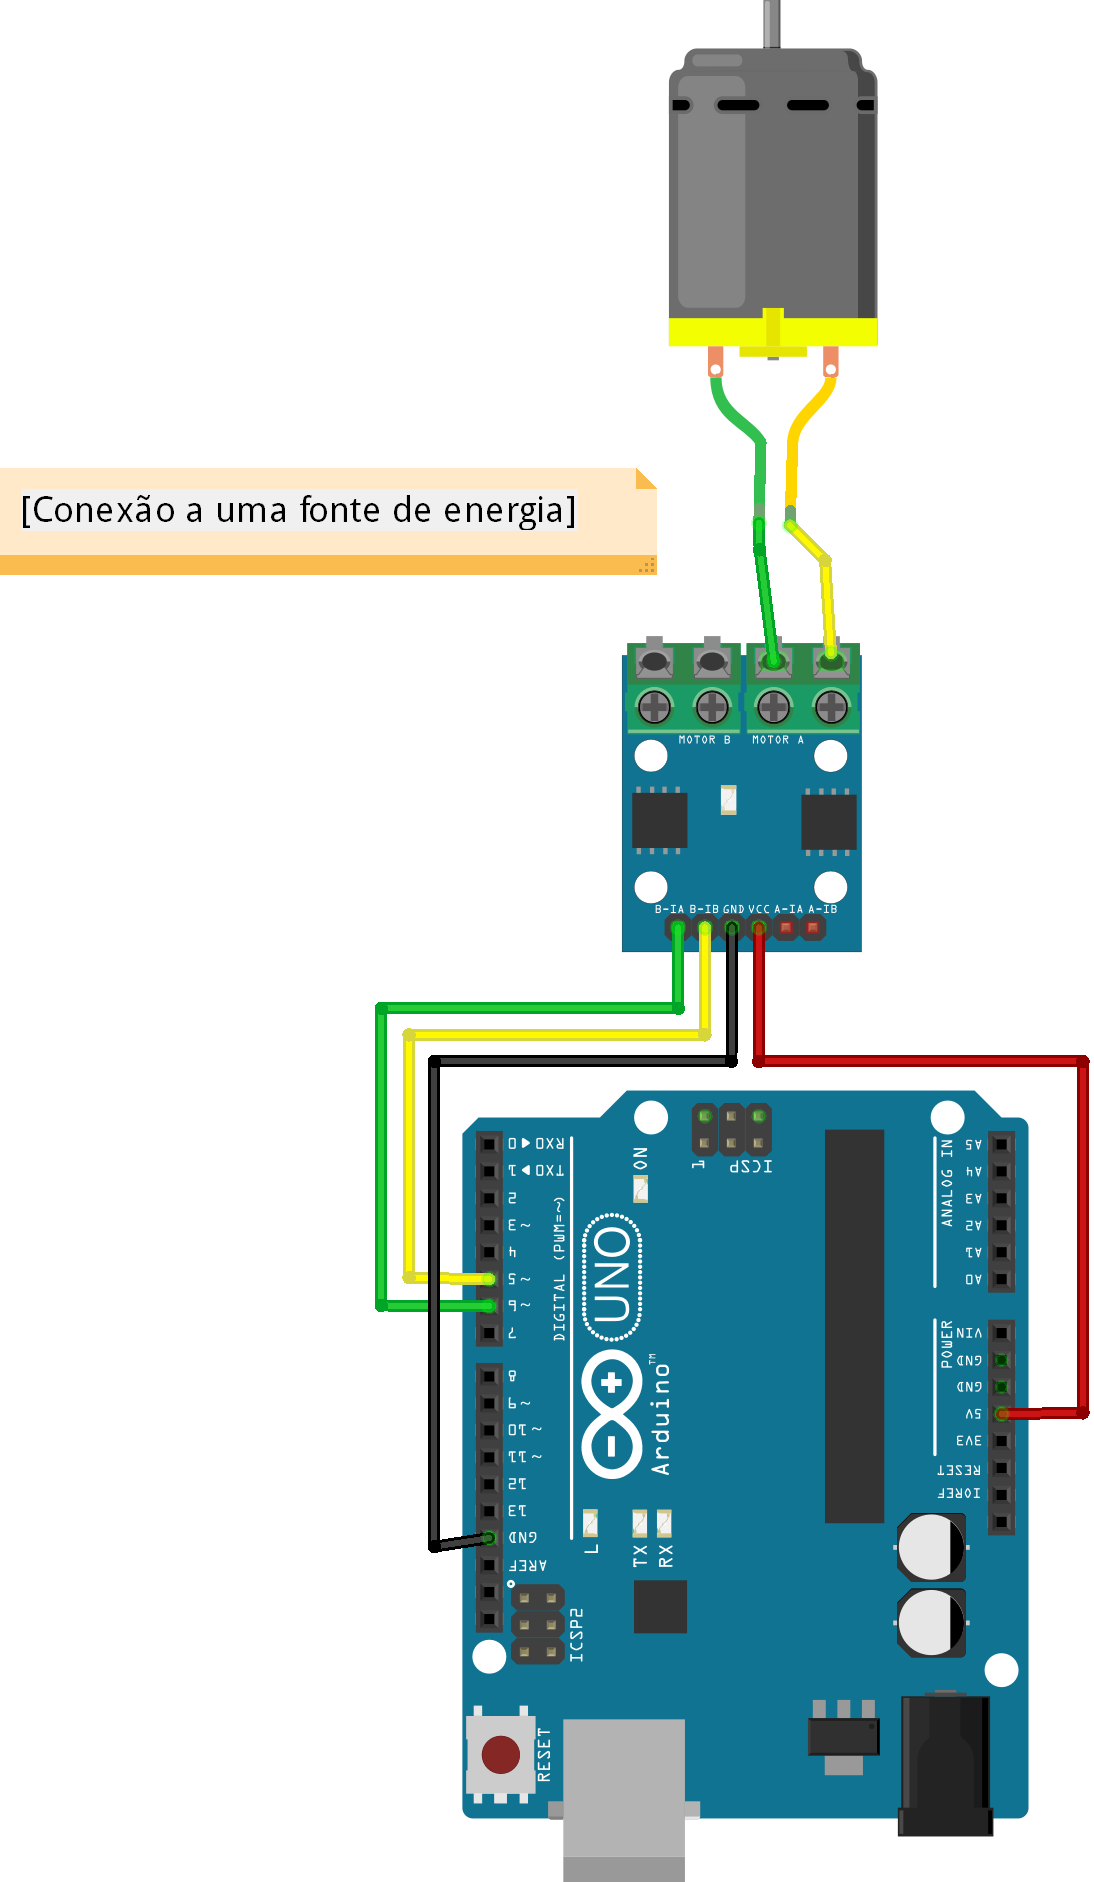 [Conexão a uma fonte de energia]
MOTOR B
MOTOR A
B-IA
B-IB
GND
VCC
A-IA
A-IB
RX0 ◀ 0
TX0 ▶ 1
2
~3
4
~5
~6
7
8
~9
~10
~11
12
13
GND
AREF
DIGITAL (PWM=~)
ON
1
ICSP
UNO
Arduino™
L
TX
RX
ICSP2
RESET
ANALOG IN
A5
A4
A3
A2
A1
A0
POWER
VIN
GND
GND
5V
3V3
RESET
IOREF